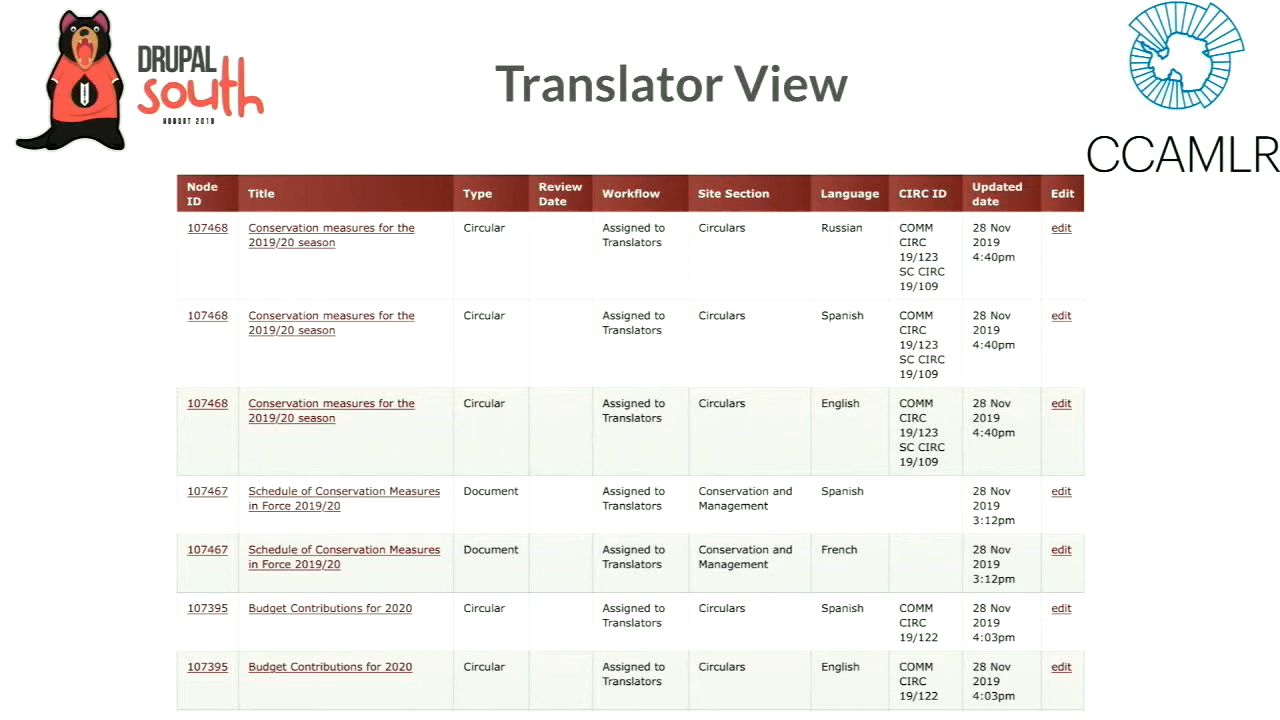 DRUPAL
south
HOBART 2019
Translator View
CCAMLR
Node ID Title Type Review Date Workflow Site Section Language CIRC ID Updated date Edit
107468 Conservation measures for the 2019/20 season Circular Assigned to Translators Circulars Russian COMM CIRC 19/123 SC CIRC 19/109 28 Nov 2019 4:40pm edit
107468 Conservation measures for the 2019/20 season Circular Assigned to Translators Circulars Spanish COMM CIRC 19/123 SC CIRC 19/109 28 Nov 2019 4:40pm edit
107468 Conservation measures for the 2019/20 season Circular Assigned to Translators Circulars English COMM CIRC 19/123 SC CIRC 19/109 28 Nov 2019 4:40pm edit
107467 Schedule of Conservation Measures in Force 2019/20 Document Assigned to Translators Conservation and Management Spanish 28 Nov 2019 3:12pm edit
107467 Schedule of Conservation Measures in Force 2019/20 Document Assigned to Translators Conservation and Management French 28 Nov 2019 3:12pm edit
107395 Budget Contributions for 2020 Circular Assigned to Translators Circulars Spanish COMM CIRC 19/122 28 Nov 2019 4:03pm edit
107395 Budget Contributions for 2020 Circular Assigned to Translators Circulars English COMM CIRC 19/122 28 Nov 2019 4:03pm edit